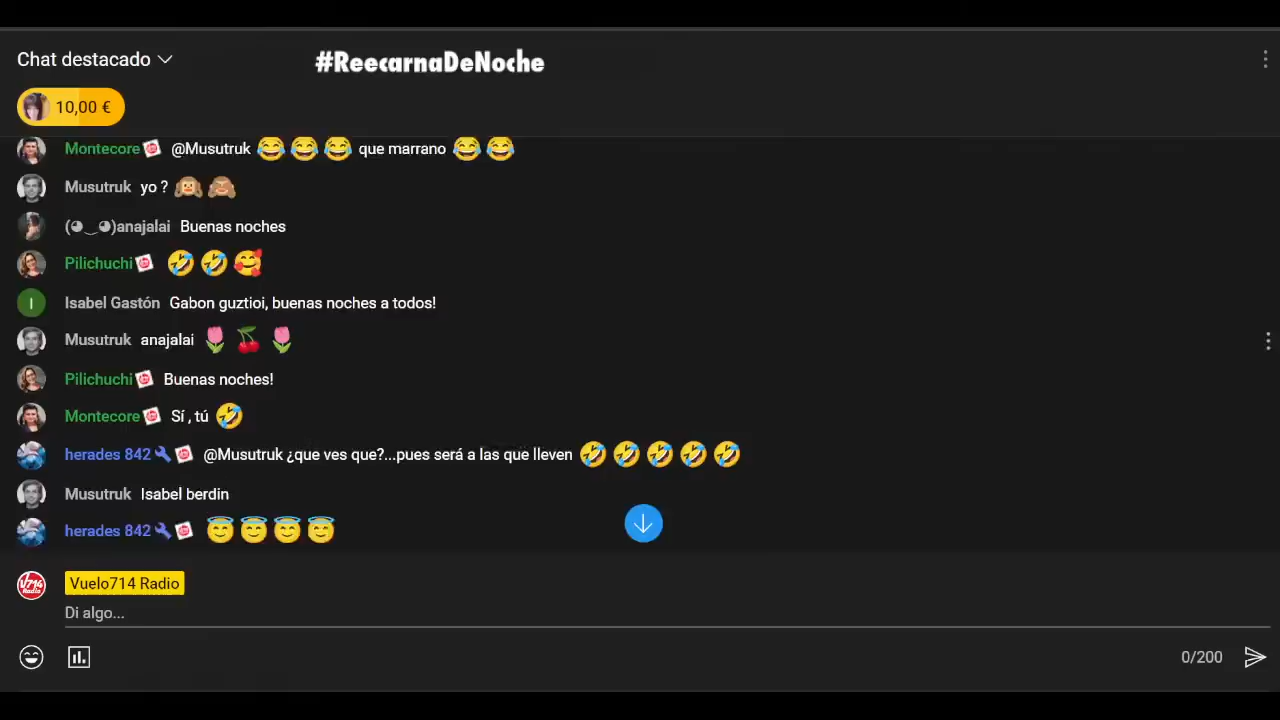 Chat destacado
#ReecarnaDeNoche
10,00 €
Montecore @Musutruk 😂😂😂 que marrano 😂😂
Musutruk yo ? 🙉🙈
(◕‿◕)anajalai Buenas noches
Pilichuchi 🤣🤣🥰
I Isabel Gastón Gabon guztioi, buenas noches a todos!
Musutruk anajalai 🌷🍒🌷
Pilichuchi Buenas noches!
Montecore Sí , tú 🤣
herades 842 @Musutruk ¿que ves que?...pues será a las que lleven 🤣🤣🤣🤣🤣
Musutruk Isabel berdin
herades 842 😇😇😇😇
V714 Radio Vuelo714 Radio
Di algo...
0/200